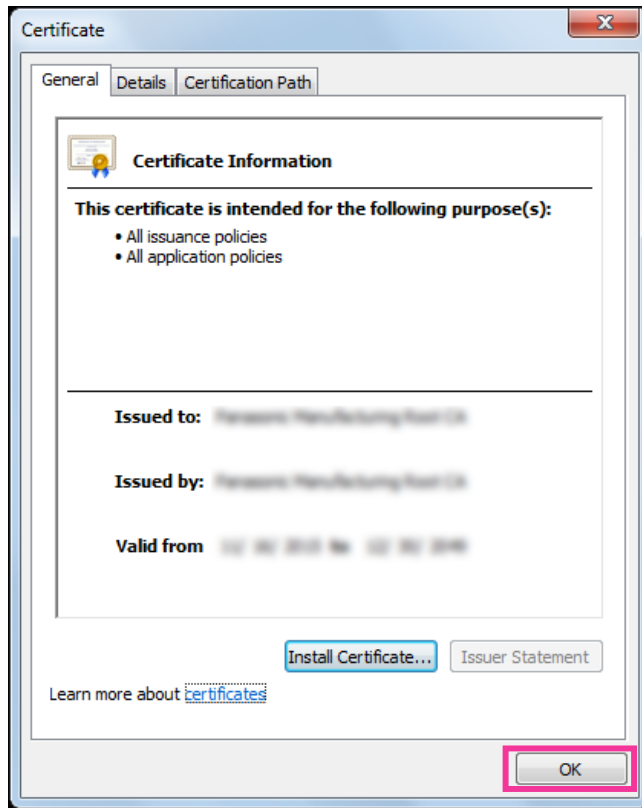 Certificate
General
Details
Certification Path
Certificate Information
This certificate is intended for the following purpose(s):
• All issuance policies
• All application policies
Issued to:
Issued by:
Valid from
Install Certificate...
Issuer Statement
Learn more about certificates
OK